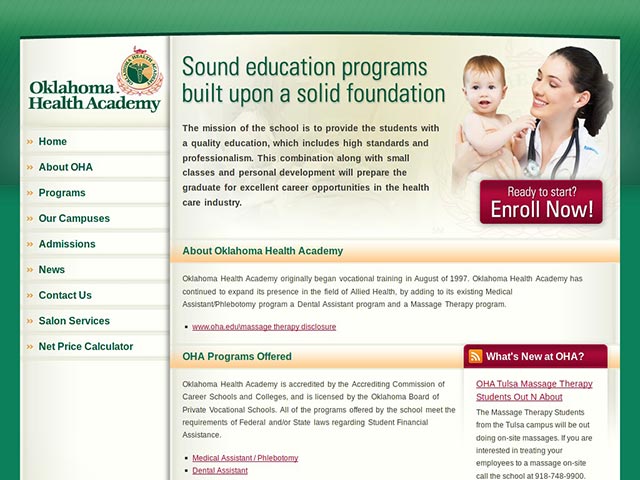 Oklahoma
Health Academy
Home
About OHA
Programs
Our Campuses
Admissions
News
Contact Us
Salon Services
Net Price Calculator
Sound education programs
built upon a solid foundation
The mission of the school is to provide the students with
a quality education, which includes high standards and
professionalism. This combination along with small
classes and personal development will prepare the
graduate for excellent career opportunities in the health
care industry.
Ready to start?
Enroll Now!
About Oklahoma Health Academy
Oklahoma Health Academy originally began vocational training in August of 1997. Oklahoma Health Academy has
continued to expand its presence in the field of Allied Health, by adding to its existing Medical
Assistant/Phlebotomy program a Dental Assistant program and a Massage Therapy program.
www.oha.edu\massage therapy disclosure
OHA Programs Offered
Oklahoma Health Academy is accredited by the Accrediting Commission of
Career Schools and Colleges, and is licensed by the Oklahoma Board of
Private Vocational Schools. All of the programs offered by the school meet the
requirements of Federal and/or State laws regarding Student Financial
Assistance.
Medical Assistant / Phlebotomy
Dental Assistant
What's New at OHA?
OHA Tulsa Massage Therapy
Students Out N About
The Massage Therapy Students
from the Tulsa campus will be out
doing on-site massages. If you are
interested in treating your
employees to a massage on-site
call the school at 918-748-9900.